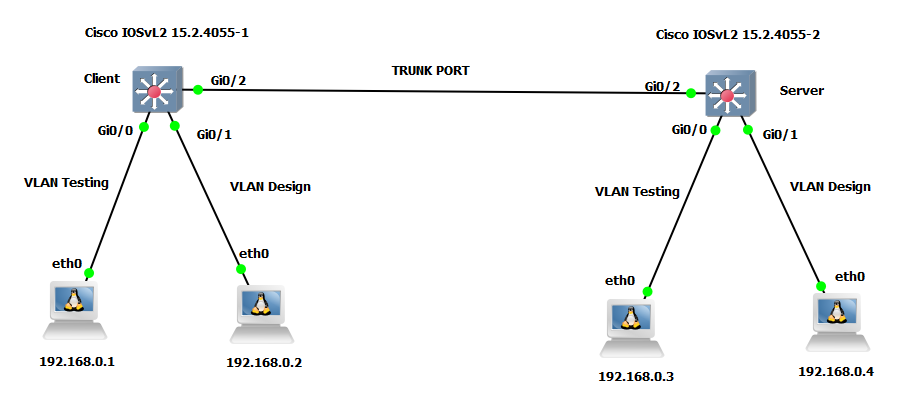 Cisco IOSvL2 15.2.4055-1
Cisco IOSvL2 15.2.4055-2
Client
Gi0/2
TRUNK PORT
Gi0/2
Server
Gi0/0
Gi0/1
Gi0/0
Gi0/1
VLAN Testing
VLAN Design
VLAN Testing
VLAN Design
eth0
eth0
eth0
eth0
192.168.0.1
192.168.0.2
192.168.0.3
192.168.0.4